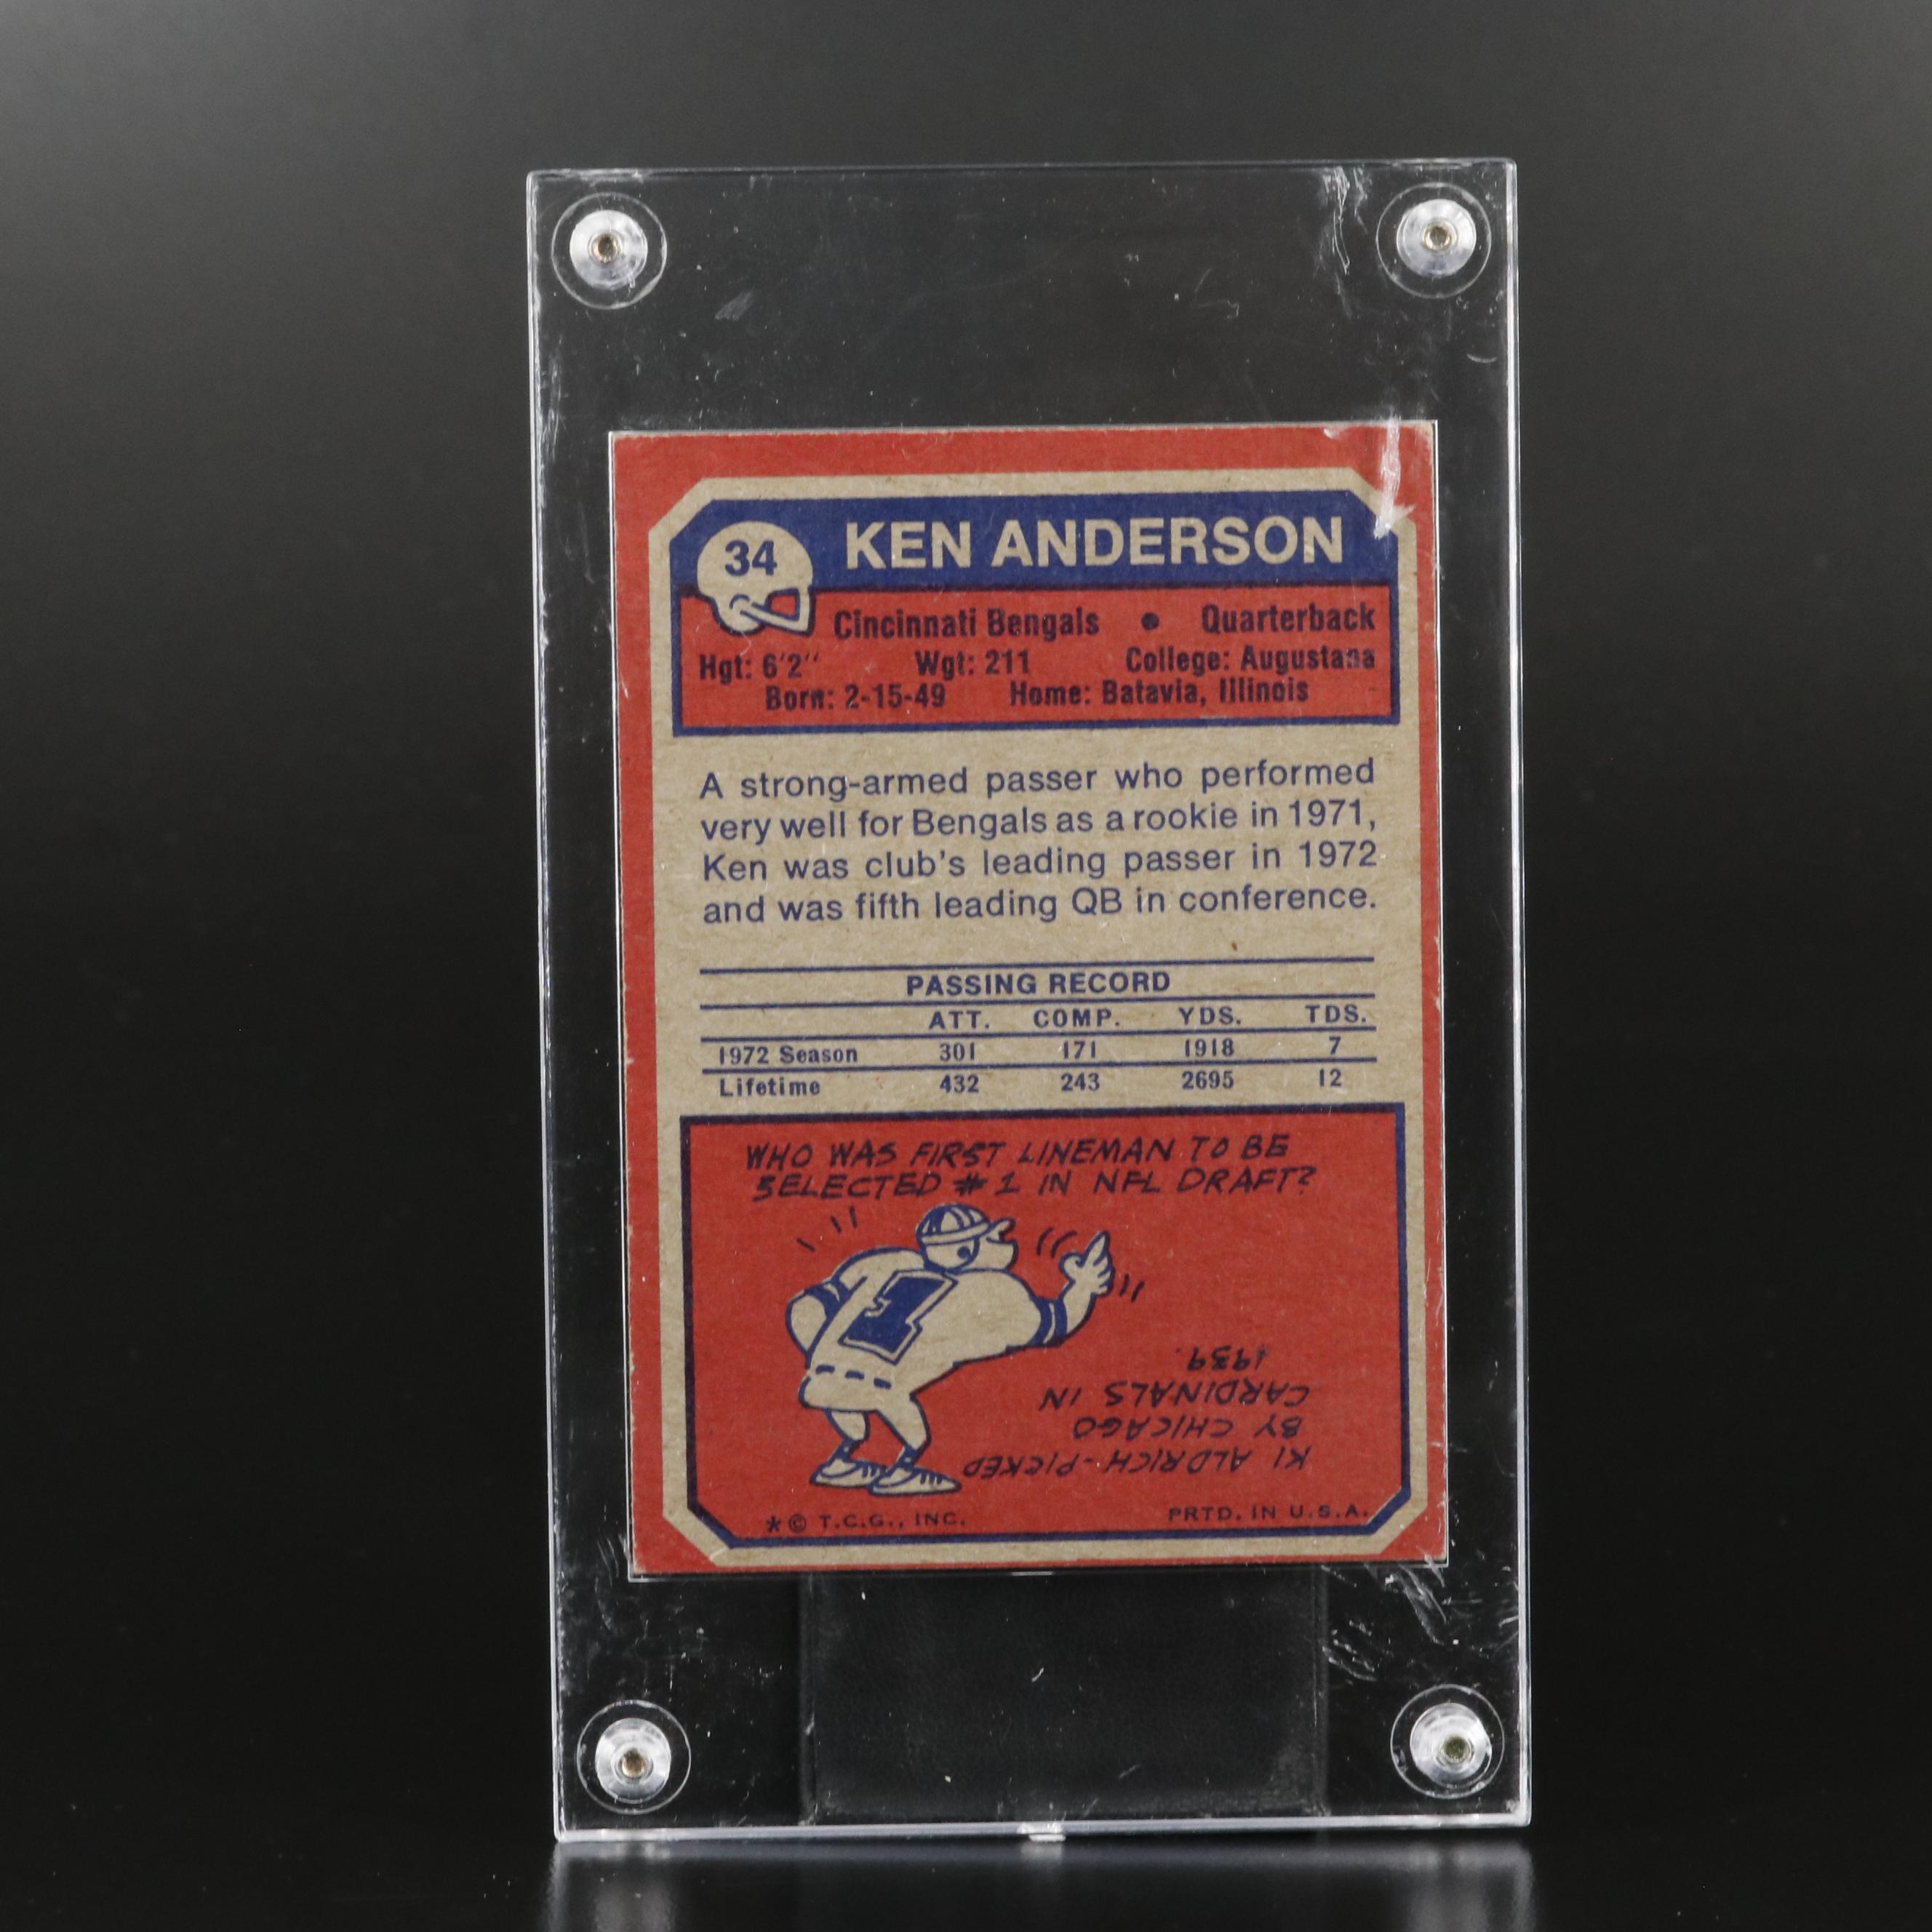 34
KEN ANDERSON
Cincinnati Bengals • Quarterback
Hgt: 6'2" Wgt: 211 College: Augustana
Born: 2-15-49 Home: Batavia, Illinois
A strong-armed passer who performed
very well for Bengals as a rookie in 1971,
Ken was club's leading passer in 1972
and was fifth leading QB in conference.
PASSING RECORD
ATT. COMP. YDS. TDS.
1972 Season 301 171 1918 7
Lifetime 432 243 2695 12
WHO WAS FIRST LINEMAN TO BE
SELECTED #1 IN NFL DRAFT?
1
KI ALDRICH - PICKED
BY CHICAGO
CARDINALS IN
1939.
*© T.C.G., INC. PRTD. IN U.S.A.